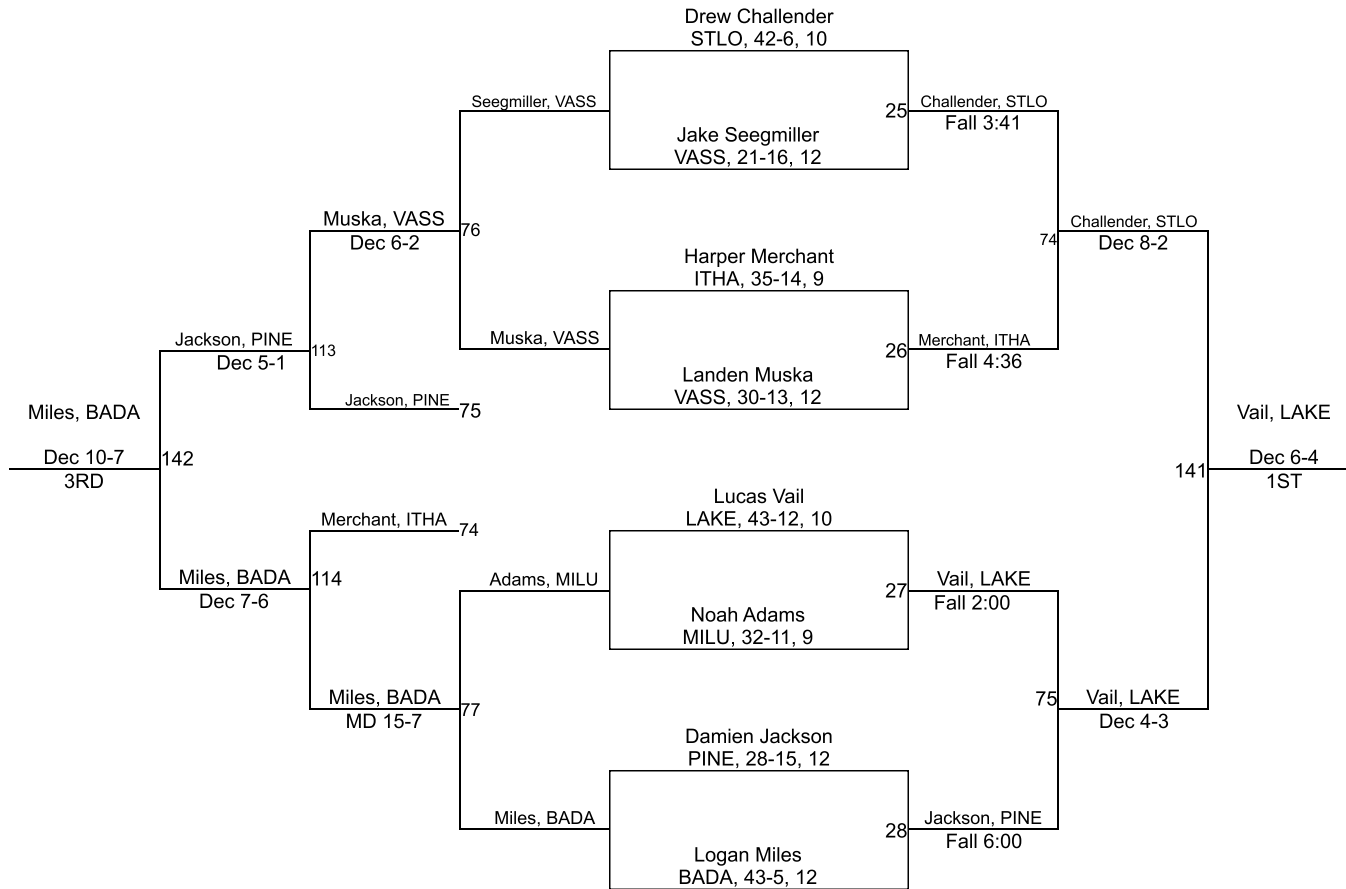 Drew Challender
STLO, 42-6, 10
Seegmiller, VASS
25
Challender, STLO
Fall 3:41
Jake Seegmiller
VASS, 21-16, 12
Muska, VASS
Dec 6-2
76
74
Challender, STLO
Dec 8-2
Harper Merchant
ITHA, 35-14, 9
Jackson, PINE
Dec 5-1
113
Muska, VASS
26
Merchant, ITHA
Fall 4:36
Landen Muska
VASS, 30-13, 12
Jackson, PINE
75
Miles, BADA
Dec 10-7
3RD
142
141
Vail, LAKE
Dec 6-4
1ST
Lucas Vail
LAKE, 43-12, 10
Merchant, ITHA
74
Miles, BADA
Dec 7-6
114
Adams, MILU
27
Vail, LAKE
Fall 2:00
Noah Adams
MILU, 32-11, 9
Miles, BADA
MD 15-7
77
75
Vail, LAKE
Dec 4-3
Damien Jackson
PINE, 28-15, 12
Miles, BADA
28
Jackson, PINE
Fall 6:00
Logan Miles
BADA, 43-5, 12